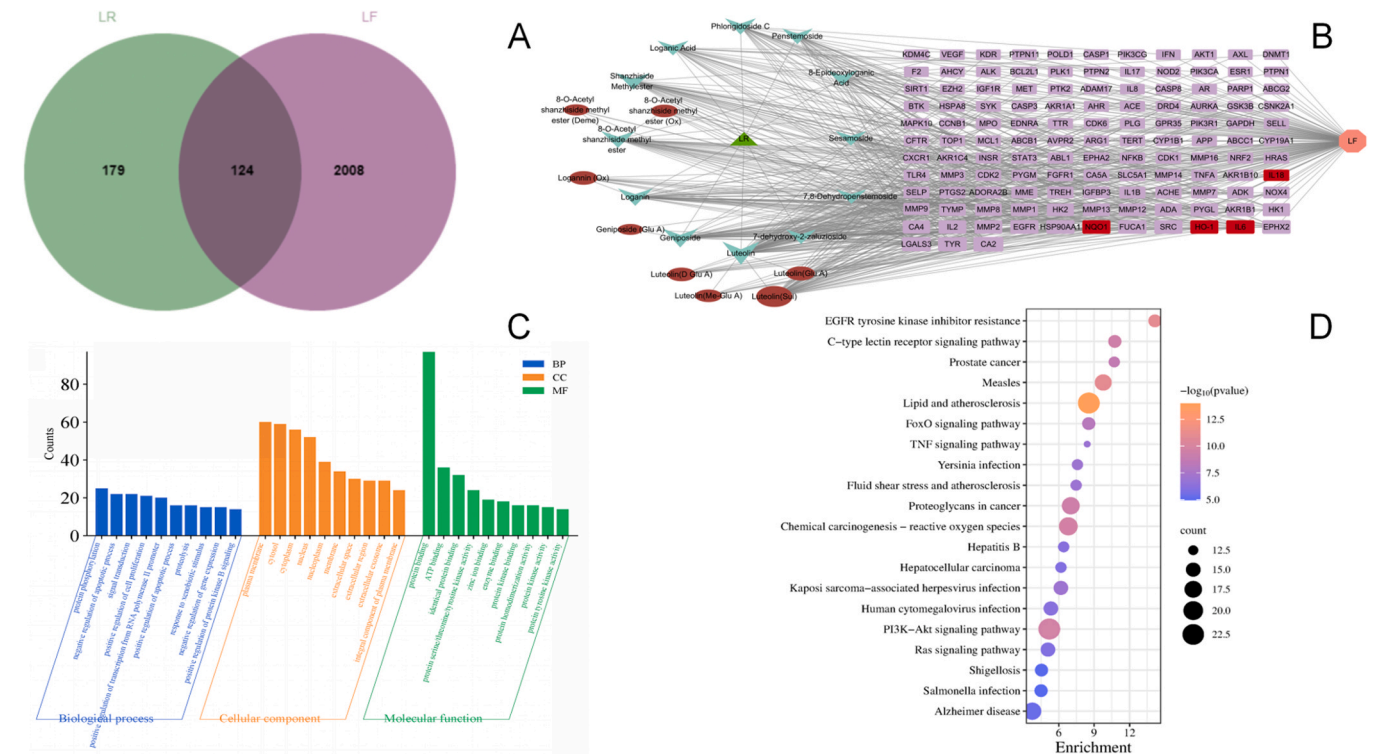 LR
LF
179
124
2008
A
B
Phlorigidoside C
Penstemoside
Loganic Acid
8-Epideoxyloganic
Acid
Shanzhiside
Methylester
8-O-Acetyl
shanzhiside methyl
ester (Deme)
8-O-Acetyl
shanzhiside methyl
ester (Ox)
8-O-Acetyl
shanzhiside methyl
ester
LR
Sesamoside
Logannin (Ox)
Loganin
7,8-Dehydropenstemoside
Geniposide (Glu A)
Geniposide
7-dehydroxy-2-zaluzioside
Luteolin
Luteolin(D Glu A)
Luteolin(Glu A)
Luteolin(Me-Glu A)
Luteolin(Sul)
KDM4C VEGF KDR PTPN11 POLD1 CASP1 PIK3CG IFN AKT1 AXL DNMT1
F2 AHCY ALK BCL2L1 PLK1 PTPN2 IL17 NOD2 PIK3CA ESR1 PTPN1
SIRT1 EZH2 IGF1R MET PTK2 ADAM17 IL8 CASP8 AR PARP1 ABCG2
BTK HSPA8 SYK CASP3 AKR1A1 AHR ACE DRD4 AURKA GSK3B CSNK2A1
MAPK10 CCNB1 MPO EDNRA TTR CDK6 PLG GPR35 PIK3R1 GAPDH SELL
CFTR TOP1 MCL1 ABCB1 AVPR2 ARG1 TERT CYP1B1 APP ABCC1 CYP19A1
CXCR1 AKR1C4 INSR STAT3 ABL1 EPHA2 NFKB CDK1 MMP16 NRF2 HRAS
TLR4 MMP3 CDK2 PYGM FGFR1 CA5A SLC5A1 MMP14 TNFA AKR1B10 IL18
SELP PTGS2 ADORA2B MME TREH IGFBP3 IL1B ACHE MMP7 ADK NOX4
MMP9 TYMP MMP8 MMP1 HK2 MMP13 MMP12 ADA PYGL AKR1B1 HK1
CA4 IL2 MMP2 EGFR HSP90AA1 NQO1 FUCA1 SRC HO-1 IL6 EPHX2
LGALS3 TYR CA2
LF
C
BP
CC
MF
Counts
80
60
40
20
0
protein phosphorylation
negative regulation of apoptotic process
signal transduction
positive regulation of cell proliferation
positive regulation of transcription from RNA polymerase II promoter
positive regulation of apoptotic process
proteolysis
response to xenobiotic stimulus
negative regulation of gene expression
positive regulation of protein kinase B signaling
plasma membrane
cytosol
cytoplasm
nucleus
nucleoplasm
membrane
extracellular space
extracellular region
extracellular exosome
integral component of plasma membrane
protein binding
ATP binding
identical protein binding
protein serine/threonine/tyrosine kinase activity
zinc ion binding
enzyme binding
protein kinase binding
protein homodimerization activity
protein kinase activity
protein tyrosine kinase activity
Biological process
Cellular component
Molecular function
D
EGFR tyrosine kinase inhibitor resistance
C−type lectin receptor signaling pathway
Prostate cancer
Measles
Lipid and atherosclerosis
FoxO signaling pathway
TNF signaling pathway
Yersinia infection
Fluid shear stress and atherosclerosis
Proteoglycans in cancer
Chemical carcinogenesis − reactive oxygen species
Hepatitis B
Hepatocellular carcinoma
Kaposi sarcoma−associated herpesvirus infection
Human cytomegalovirus infection
PI3K−Akt signaling pathway
Ras signaling pathway
Shigellosis
Salmonella infection
Alzheimer disease
6
9
12
Enrichment
−log₁₀(pvalue)
12.5
10.0
7.5
5.0
count
12.5
15.0
17.5
20.0
22.5